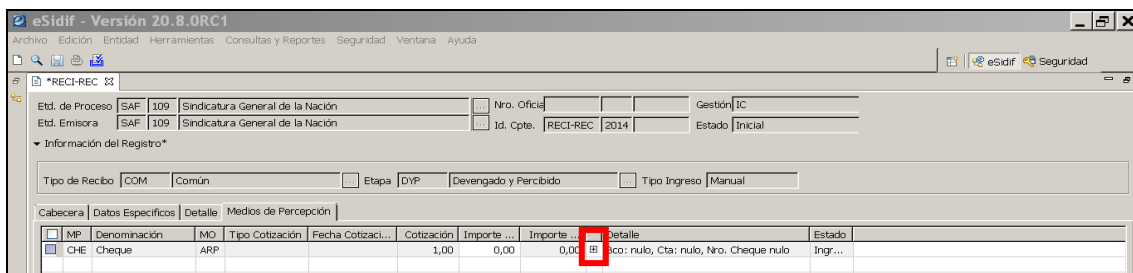 eSidif - Versión 20.8.0RC1
Archivo Edición Entidad Herramientas Consultas y Reportes Seguridad Ventana Ayuda
eSidif Seguridad
*RECI-REC
Etd. de Proceso SAF 109 Sindicatura General de la Nación ... Nro. Oficial Gestión IC
Etd. Emisora SAF 109 Sindicatura General de la Nación ... Id. Cpte. RECI-REC 2014 Estado Inicial
Información del Registro*
Tipo de Recibo COM Común ... Etapa DYP Devengado y Percibido ... Tipo Ingreso Manual
Cabecera Datos Especificos Detalle Medios de Percepción
MP Denominación MO Tipo Cotización Fecha Cotizaci... Cotización Importe ... Importe ... Detalle Estado
CHE Cheque ARP 1,00 0,00 0,00 Bco: nulo, Cta: nulo, Nro. Cheque nulo Ingr...